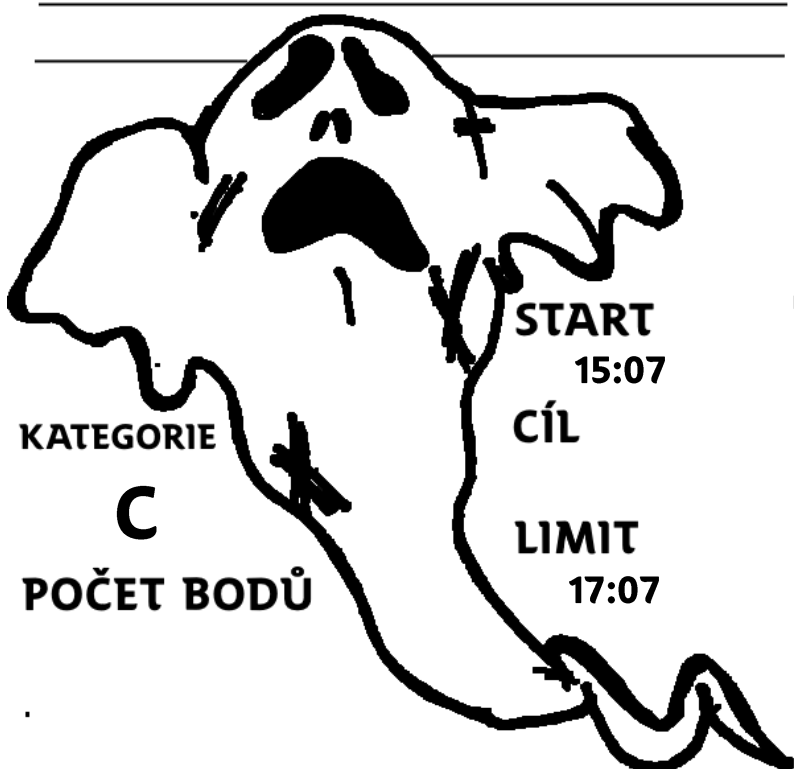 START
15:07
CÍL
KATEGORIE
C
LIMIT
17:07
POČET BODŮ